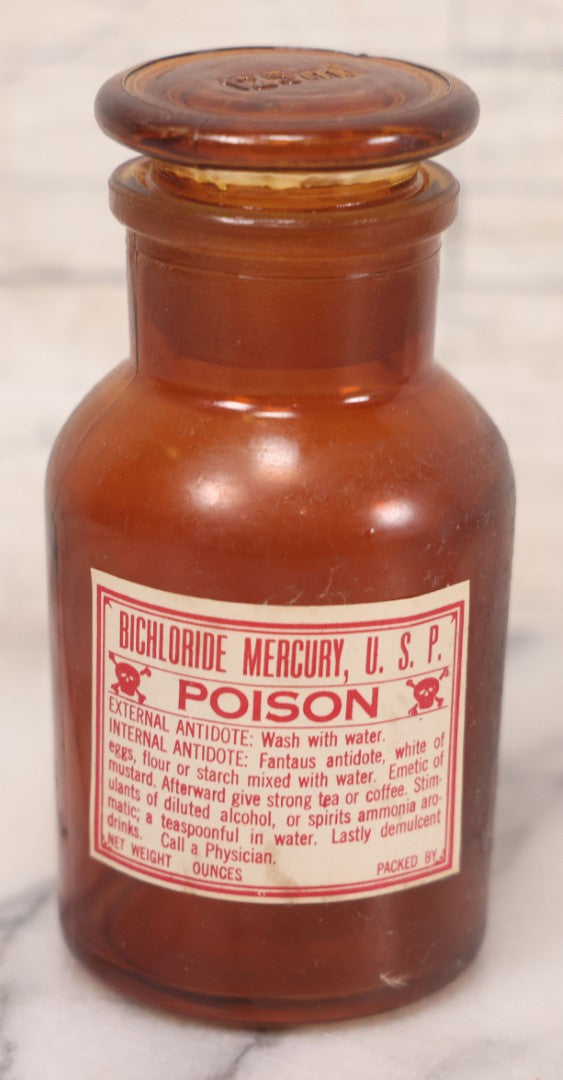 125 ml
BICHLORIDE MERCURY, U. S. P.
POISON
EXTERNAL ANTIDOTE: Wash with water.
INTERNAL ANTIDOTE: Fantaus antidote, white of
eggs, flour or starch mixed with water. Emetic of
mustard. Afterward give strong tea or coffee. Stim-
ulants of diluted alcohol, or spirits ammonia aro-
matic; a teaspoonful in water. Lastly demulcent
drinks. Call a Physician.
NET WEIGHT OUNCES PACKED BY